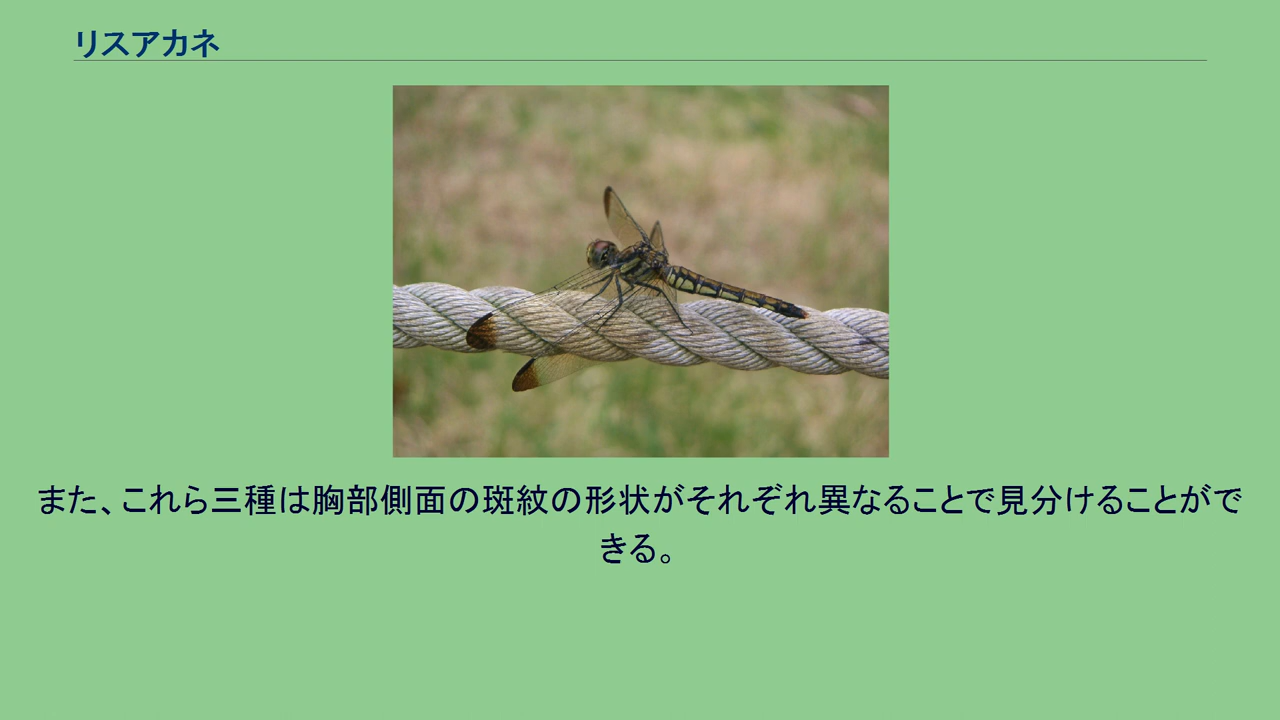 リスアカネ
また、これら三種は胸部側面の斑紋の形状がそれぞれ異なることで見分けることがで
きる。